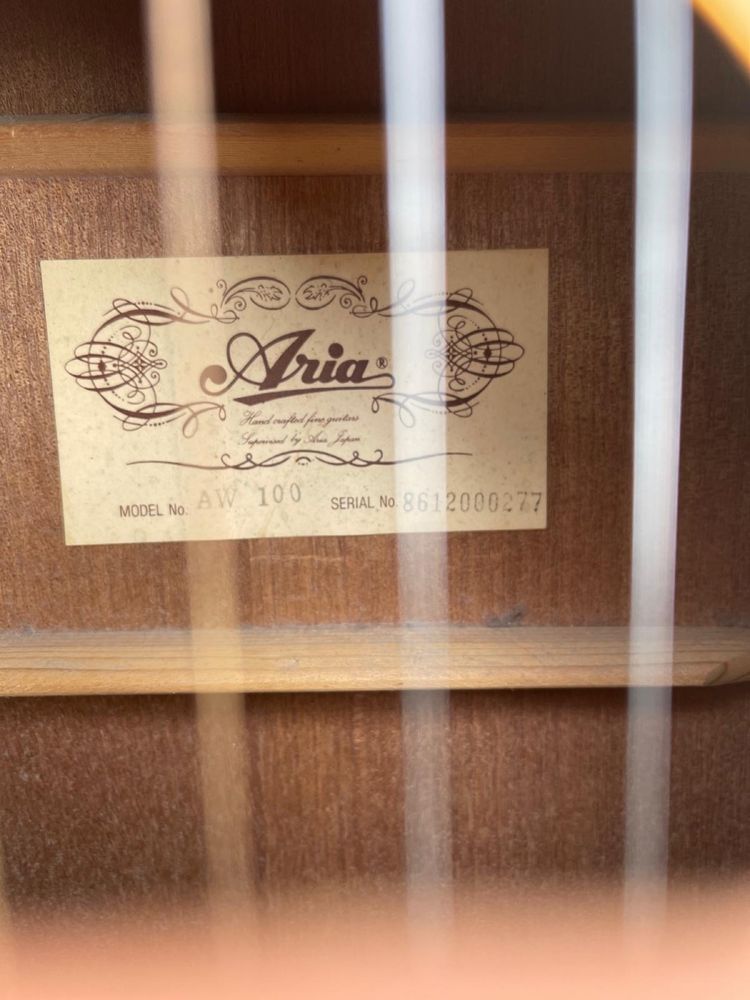 Aria®
Hand crafted fine guitars
Supervised by Aria, Japan
MODEL No. AW 100 SERIAL No. 8612000277